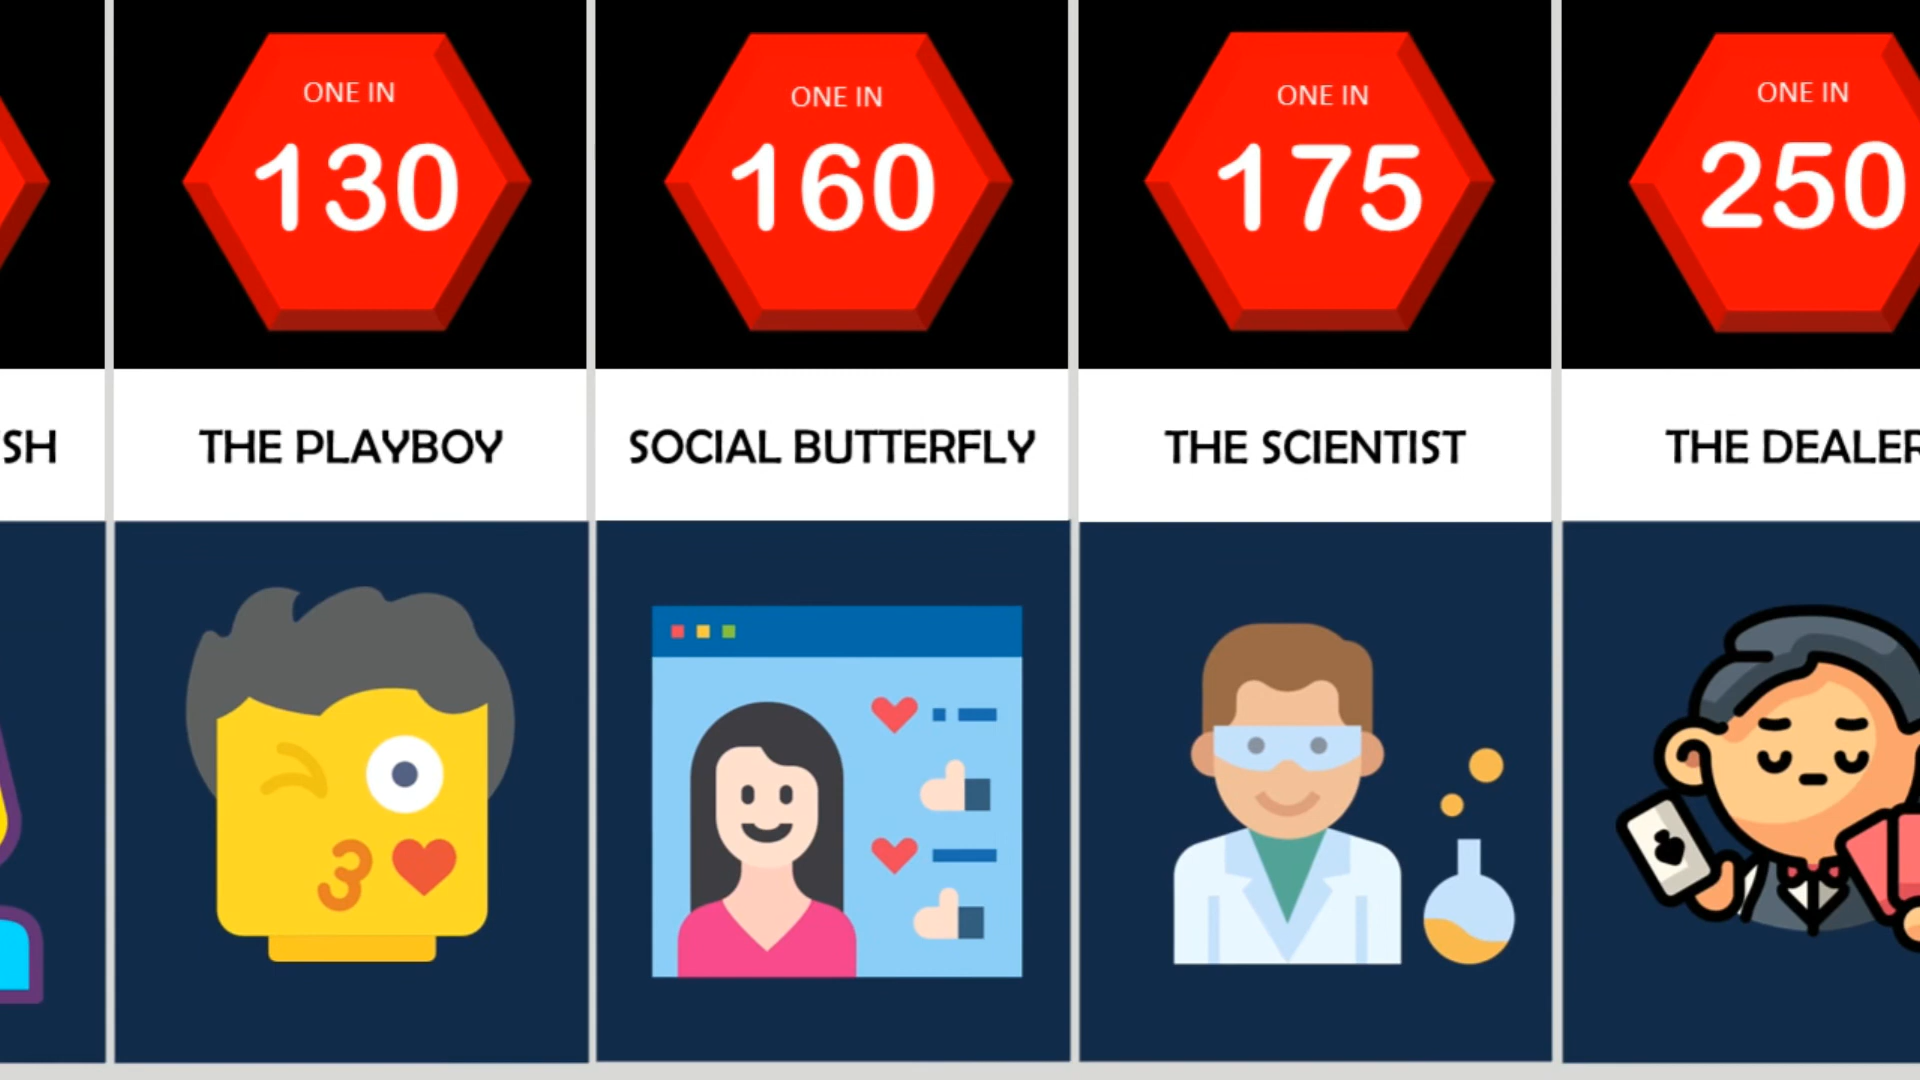 ONE IN
130
THE PLAYBOY
ONE IN
160
SOCIAL BUTTERFLY
ONE IN
175
THE SCIENTIST
ONE IN
250
THE DEALER
SH